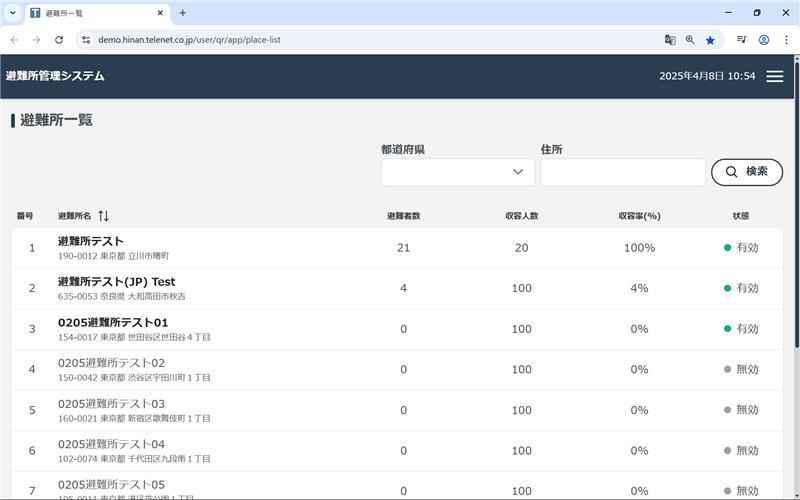 避難所一覧
demo.hinan.telenet.co.jp/user/qr/app/place-list
避難所管理システム
2025年4月8日 10:54
避難所一覧
都道府県 住所
検索
番号 避難所名 避難者数 収容人数 収容率(%) 状態
1 避難所テスト 21 20 100% 有効
190-0012 東京都 立川市曙町
2 避難所テスト(JP) Test 4 100 4% 有効
635-0053 奈良県 大和高田市秋吉
3 0205避難所テスト01 0 100 0% 有効
154-0017 東京都 世田谷区世田谷４丁目
4 0205避難所テスト02 0 100 0% 無効
150-0042 東京都 渋谷区宇田川町１丁目
5 0205避難所テスト03 0 100 0% 無効
160-0021 東京都 新宿区歌舞伎町１丁目
6 0205避難所テスト04 0 100 0% 無効
102-0074 東京都 千代田区九段南１丁目
7 0205避難所テスト05 0 100 0% 無効
105-0011 東京都 港区芝公園１丁目